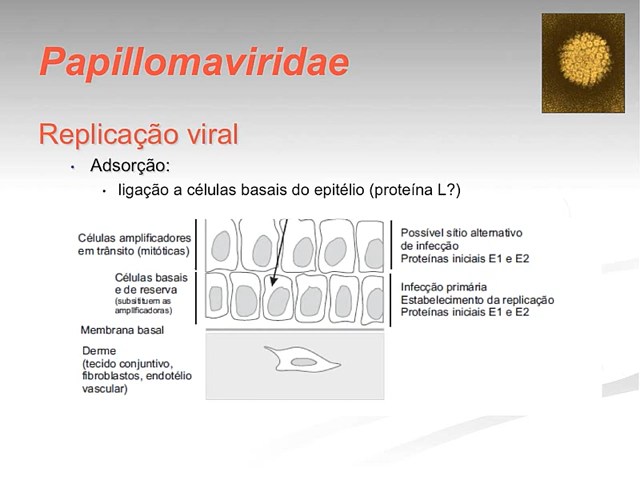 Papillomaviridae
Replicação viral
• Adsorção:
• ligação a células basais do epitélio (proteína L?)
Células amplificadores
em trânsito (mitóticas)
Possível sítio alternativo
de infecção
Proteínas iniciais E1 e E2
Células basais
e de reserva
(subsituem as
amplificadoras)
Infecção primária
Estabelecimento da replicação
Proteínas iniciais E1 e E2
Membrana basal
Derme
(tecido conjuntivo,
fibroblastos, endotélio
vascular)